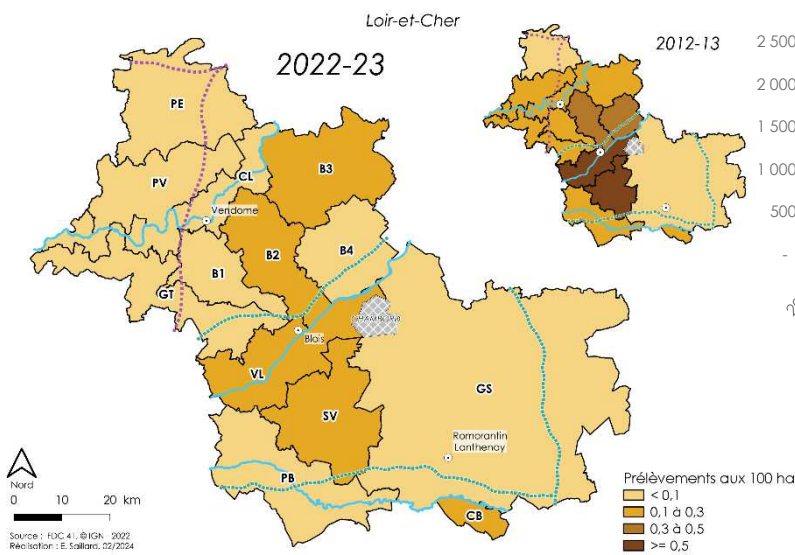 Loir-et-Cher
2022-23
2012-13
2 500
2 000
1 500
1 000
500
-
PE
PV
CL
B3
Vendome
B2
B4
B1
GT
CHAMBORD
Blois
VL
SV
GS
Romorantin
Lanthenay
PB
CB
Nord
0 10 20 km
Source : FDC 41, © IGN 2022
Réalisation : E. Saillard, 02/2024
Prélèvements aux 100 ha
< 0,1
0,1 à 0,3
0,3 à 0,5
>= 0,5